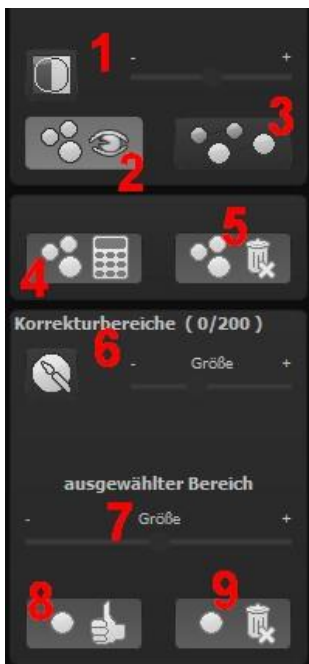 1
- +
3
2
5
4
Korrekturbereiche ( 0/200 )
6
- Größe +
ausgewählter Bereich
7
- Größe +
8
9